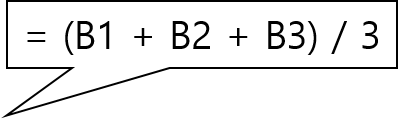 = (B1 + B2 + B3) / 3